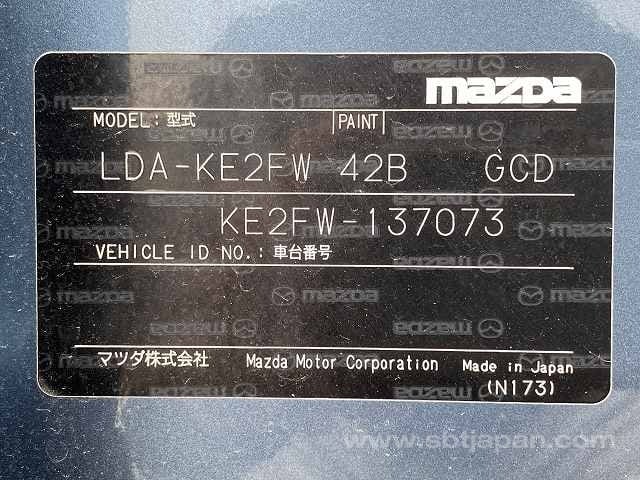 mazda
MODEL: 型式 PAINT
LDA-KE2FW 42B GCD
KE2FW-137073
VEHICLE ID NO.: 車台番号
マツダ株式会社 Mazda Motor Corporation Made in Japan
(N173)
www.sbtjapan.com